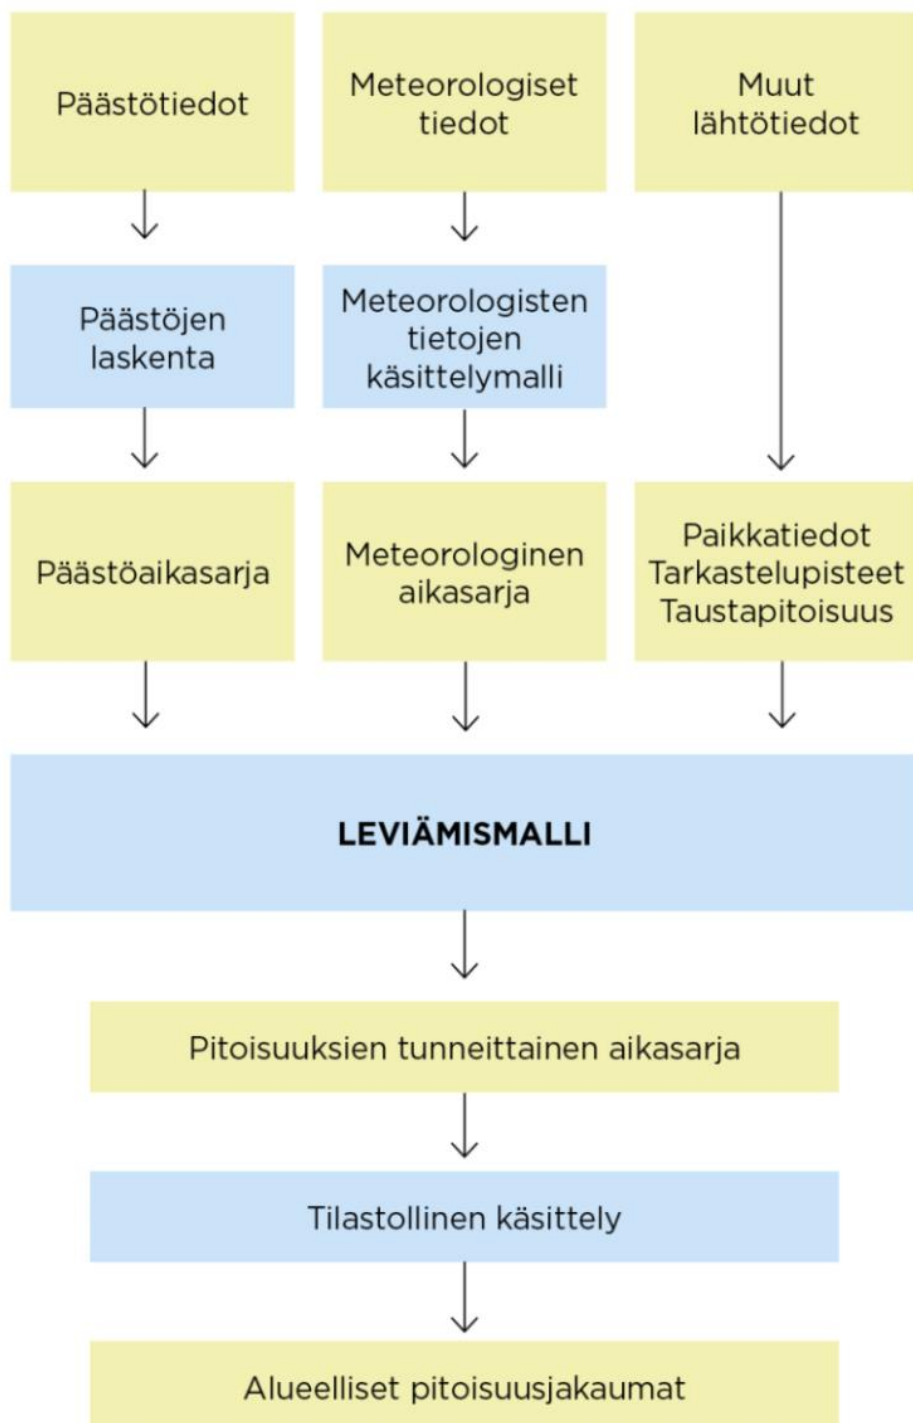 Päästötiedot
Meteorologiset
tiedot
Muut
lähtötiedot
Päästöjen
laskenta
Meteorologisten
tietojen
käsittelymalli
Päästöaikasarja
Meteorologinen
aikasarja
Paikkatiedot
Tarkastelupisteet
Taustapitoisuus
LEVIÄMISMALLI
Pitoisuuksien tunneittainen aikasarja
Tilastollinen käsittely
Alueelliset pitoisuusjakaumat